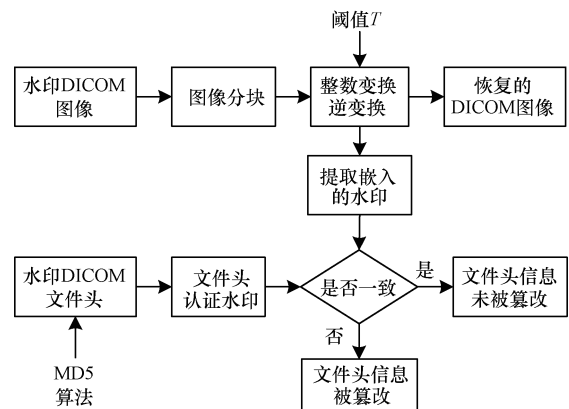 阈值T
水印DICOM
图像
图像分块
整数变换
逆变换
恢复的
DICOM图像
提取嵌入
的水印
水印DICOM
文件头
文件头
认证水印
是否一致
是
文件头信息
未被篡改
否
MD5
算法
文件头信息
被篡改